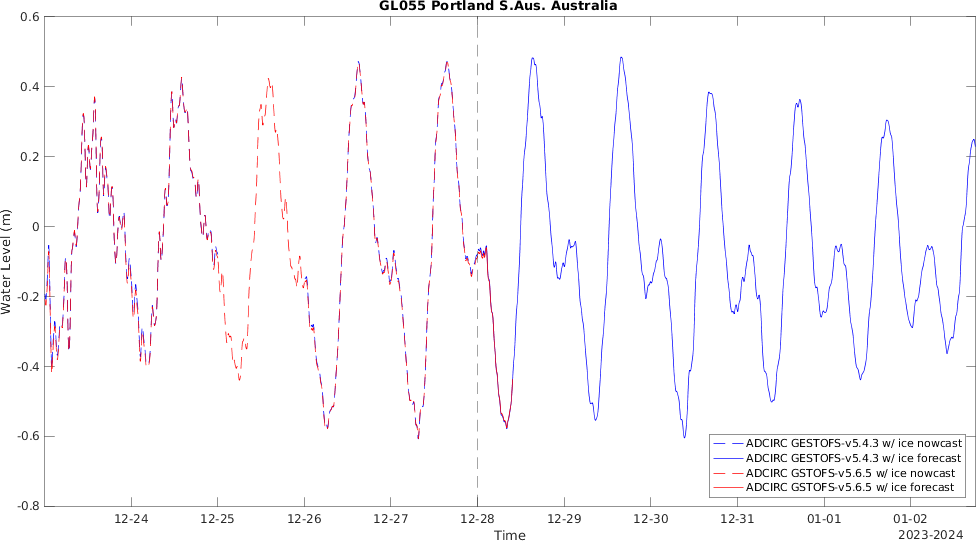 GL055 Portland S.Aus. Australia
0.6
0.4
0.2
0
-0.2
-0.4
-0.6
-0.8
Water Level (m)
ADCIRC GESTOFS-v5.4.3 w/ ice nowcast
ADCIRC GESTOFS-v5.4.3 w/ ice forecast
ADCIRC GSTOFS-v5.6.5 w/ ice nowcast
ADCIRC GSTOFS-v5.6.5 w/ ice forecast
12-24 12-25 12-26 12-27 12-28 12-29 12-30 12-31 01-01 01-02
Time
2023-2024